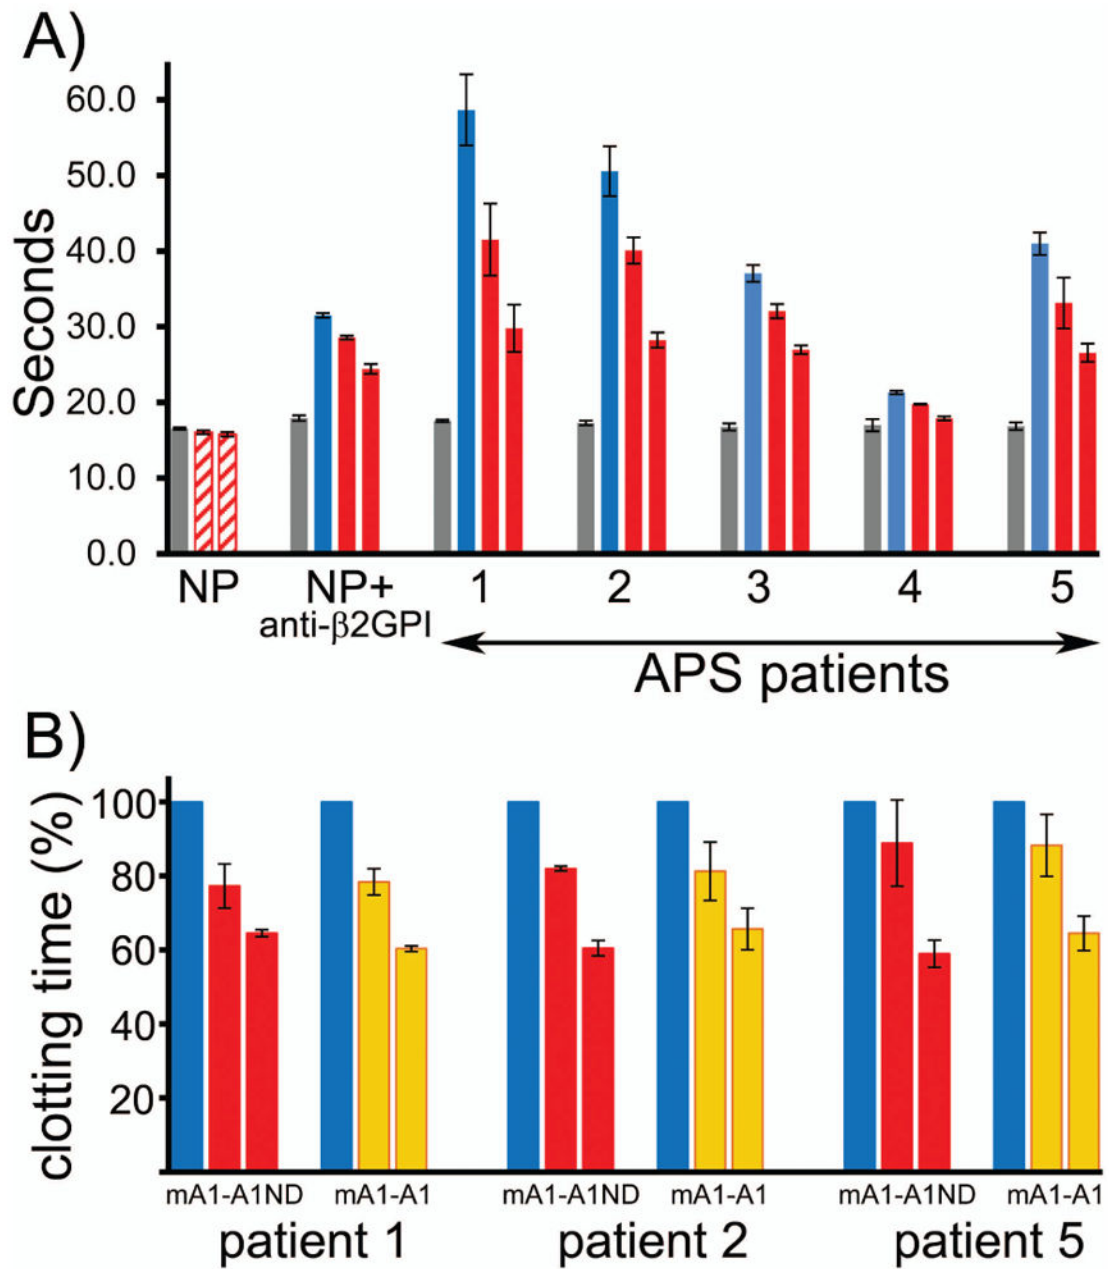 A)
Seconds
60.0
50.0
40.0
30.0
20.0
10.0
0.0
NP NP+ 1 2 3 4 5
anti-β2GPI
APS patients
B)
clotting time (%)
100
80
60
40
20
mA1-A1ND mA1-A1 mA1-A1ND mA1-A1 mA1-A1ND mA1-A1
patient 1 patient 2 patient 5